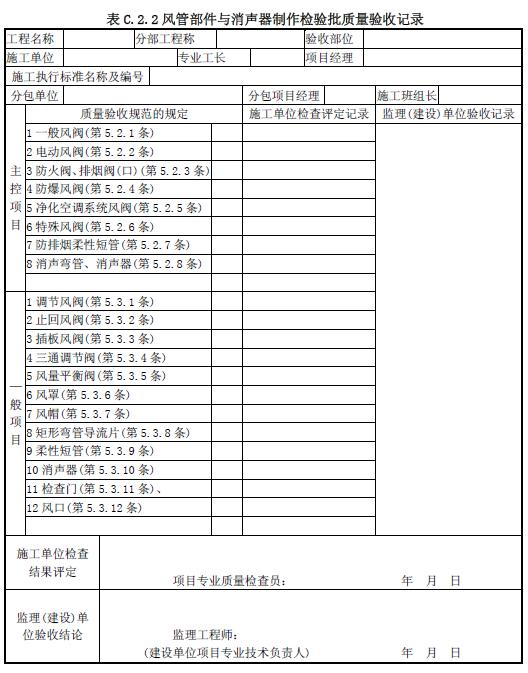 表 C.2.2 风管部件与消声器制作检验批质量验收记录
工程名称 分部工程称 验收部位
施工单位 专业工长 项目经理
施工执行标准名称及编号
分包单位 分包项目经理 施工班组长
质量验收规范的规定 施工单位检查评定记录 监理(建设)单位验收记录
主控项目
1 一般风阀(第 5.2.1 条)
2 电动风阀(第 5.2.2 条)
3 防火阀、排烟阀(口)(第 5.2.3 条)
4 防爆风阀(第 5.2.4 条)
5 净化空调系统风阀(第 5.2.5 条)
6 特殊风阀(第 5.2.6 条)
7 防排烟柔性短管(第 5.2.7 条)
8 消声弯管、消声器(第 5.2.8 条)
一般项目
1 调节风阀(第 5.3.1 条)
2 止回风阀(第 5.3.2 条)
3 插板风阀(第 5.3.3 条)
4 三通调节阀(第 5.3.4 条)
5 风量平衡阀(第 5.3.5 条)
6 风罩(第 5.3.6 条)
7 风帽(第 5.3.7 条)
8 矩形弯管导流片(第 5.3.8 条)
9 柔性短管(第 5.3.9 条)
10 消声器(第 5.3.10 条)
11 检查门(第 5.3.11 条)、
12 风口(第 5.3.12 条)
施工单位检查
结果评定
项目专业质量检查员： 年 月 日
监理(建设)单
位验收结论
监理工程师：
(建设单位项目专业技术负责人) 年 月 日